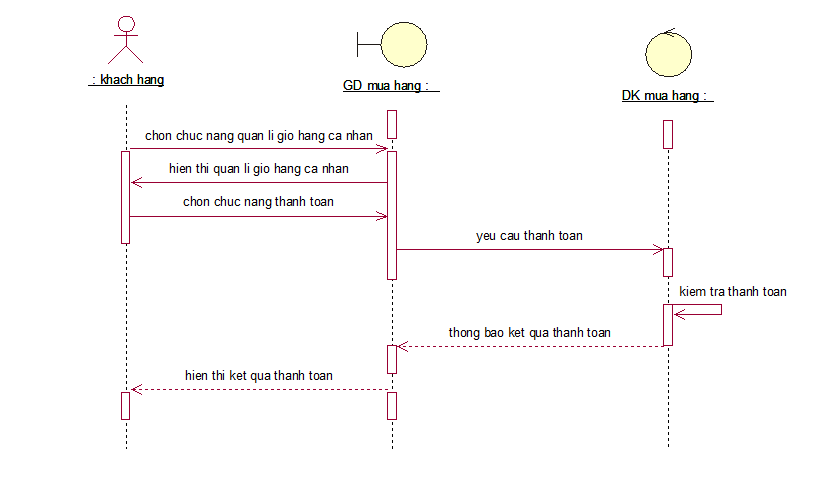 : khach hang
GD mua hang :
DK mua hang :
chon chuc nang quan li gio hang ca nhan
hien thi quan li gio hang ca nhan
chon chuc nang thanh toan
yeu cau thanh toan
kiem tra thanh toan
thong bao ket qua thanh toan
hien thi ket qua thanh toan